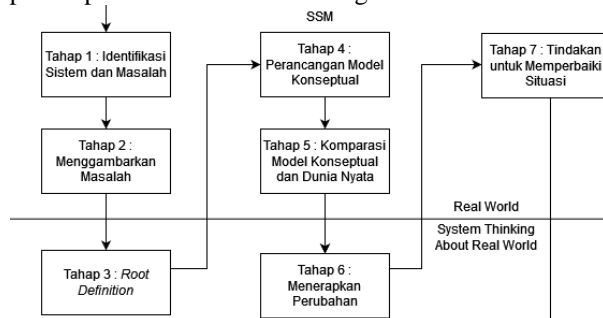 SSM
Tahap 1 : Identifikasi
Sistem dan Masalah
Tahap 2 :
Menggambarkan
Masalah
Tahap 3 : Root
Definition
Tahap 4 :
Perancangan Model
Konseptual
Tahap 5 : Komparasi
Model Konseptual
dan Dunia Nyata
Tahap 6 :
Menerapkan
Perubahan
Tahap 7 : Tindakan
untuk Memperbaiki
Situasi
Real World
System Thinking
About Real World